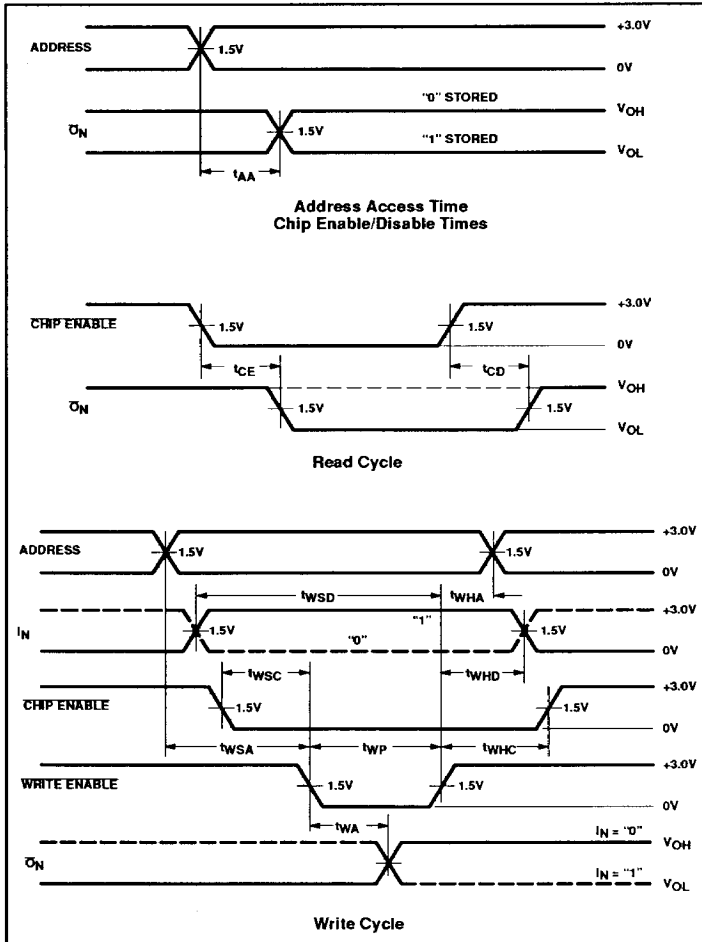 ADDRESS
+3.0V
1.5V
0V
"0" STORED
VOH
ŌN
1.5V
"1" STORED
VOL
tAA
Address Access Time
Chip Enable/Disable Times
+3.0V
CHIP ENABLE
1.5V
1.5V
0V
tCE
tCD
VOH
ŌN
1.5V
1.5V
VOL
Read Cycle
+3.0V
ADDRESS
1.5V
1.5V
0V
tWSD
tWHA
+3.0V
"1"
IN
1.5V
"0"
1.5V
0V
tWSC
tWHD
+3.0V
CHIP ENABLE
1.5V
1.5V
0V
tWSA
tWP
tWHC
+3.0V
WRITE ENABLE
1.5V
1.5V
0V
tWA
IN = "0"
VOH
ŌN
IN = "1"
VOL
Write Cycle